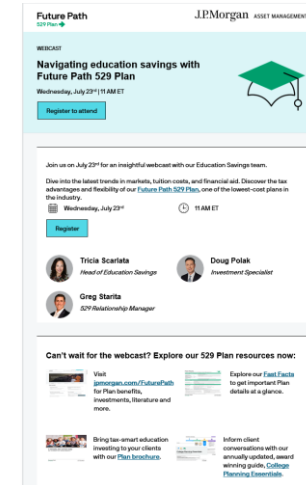 Future Path
529 Plan
J.P.Morgan ASSET MANAGEMENT
WEBCAST
Navigating education savings with
Future Path 529 Plan
Wednesday, July 23rd | 11 AM ET
Register to attend
Join us on July 23rd for an insightful webcast with our Education Savings team.
Dive into the latest trends in markets, tuition costs, and financial aid. Discover the tax
advantages and flexibility of our Future Path 529 Plan, one of the lowest-cost plans in
the industry.
Wednesday, July 23rd
11 AM ET
Register
Tricia Scarlata
Head of Education Savings
Doug Polak
Investment Specialist
Greg Starita
529 Relationship Manager
Can't wait for the webcast? Explore our 529 Plan resources now:
Visit
jpmorgan.com/FuturePath
for Plan benefits,
investments, literature and
more.
Explore our Fast Facts
to get important Plan
details at a glance.
Bring tax-smart education
investing to your clients
with our Plan brochure.
Inform client
conversations with our
annually updated, award
winning guide, College
Planning Essentials.